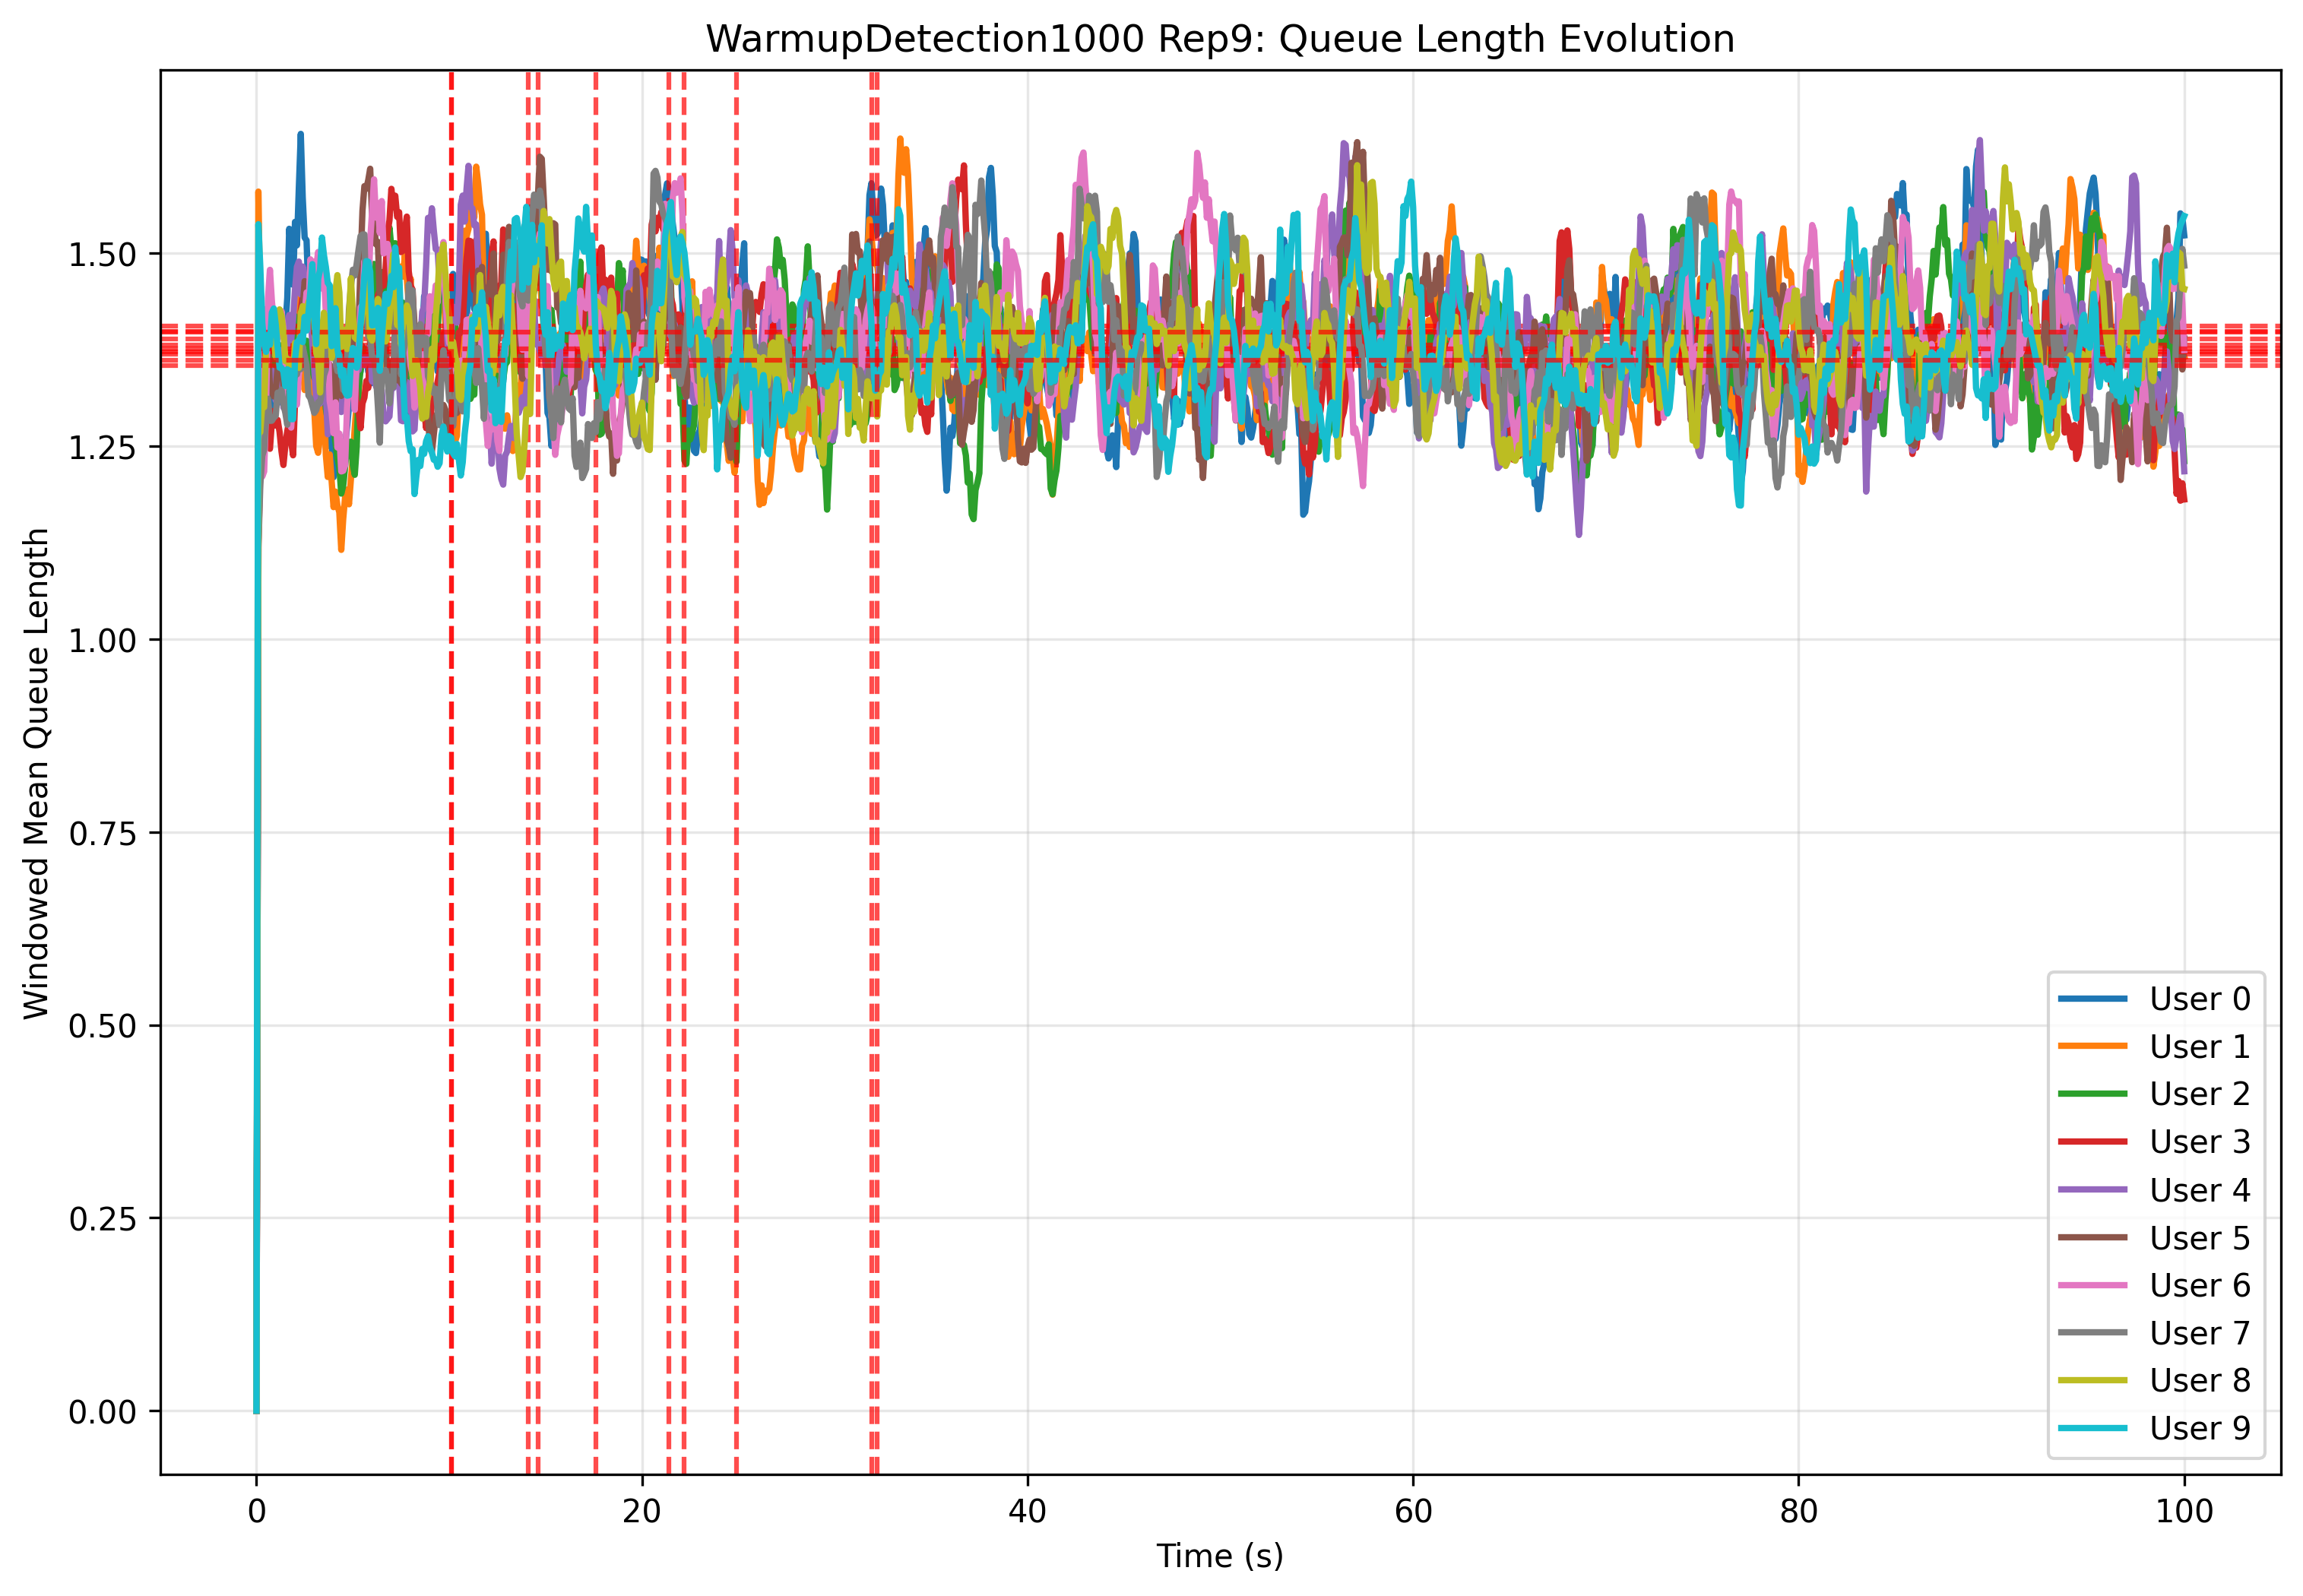 WarmupDetection1000 Rep9: Queue Length Evolution
Windowed Mean Queue Length
1.50
1.25
1.00
0.75
0.50
0.25
0.00
0
20
40
60
80
100
Time (s)
User 0
User 1
User 2
User 3
User 4
User 5
User 6
User 7
User 8
User 9